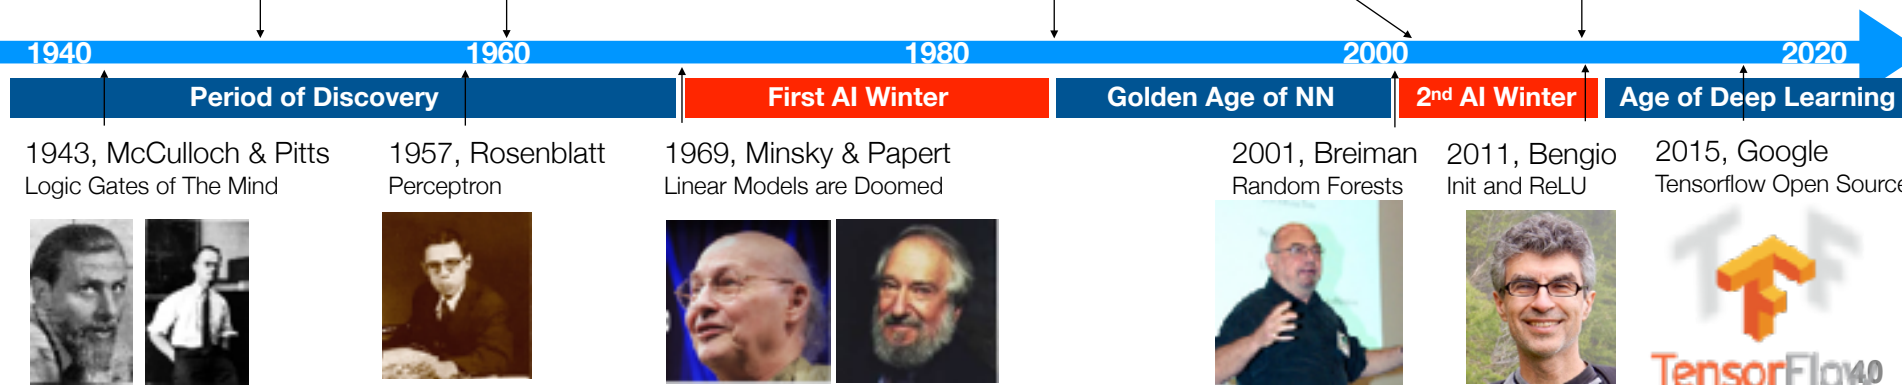 1940 1960 1980 2000 2020
Period of Discovery First AI Winter Golden Age of NN 2nd AI Winter Age of Deep Learning
1943, McCulloch & Pitts
Logic Gates of The Mind
1957, Rosenblatt
Perceptron
1969, Minsky & Papert
Linear Models are Doomed
2001, Breiman
Random Forests
2011, Bengio
Init and ReLU
2015, Google
Tensorflow Open Source
TensorFlow
40